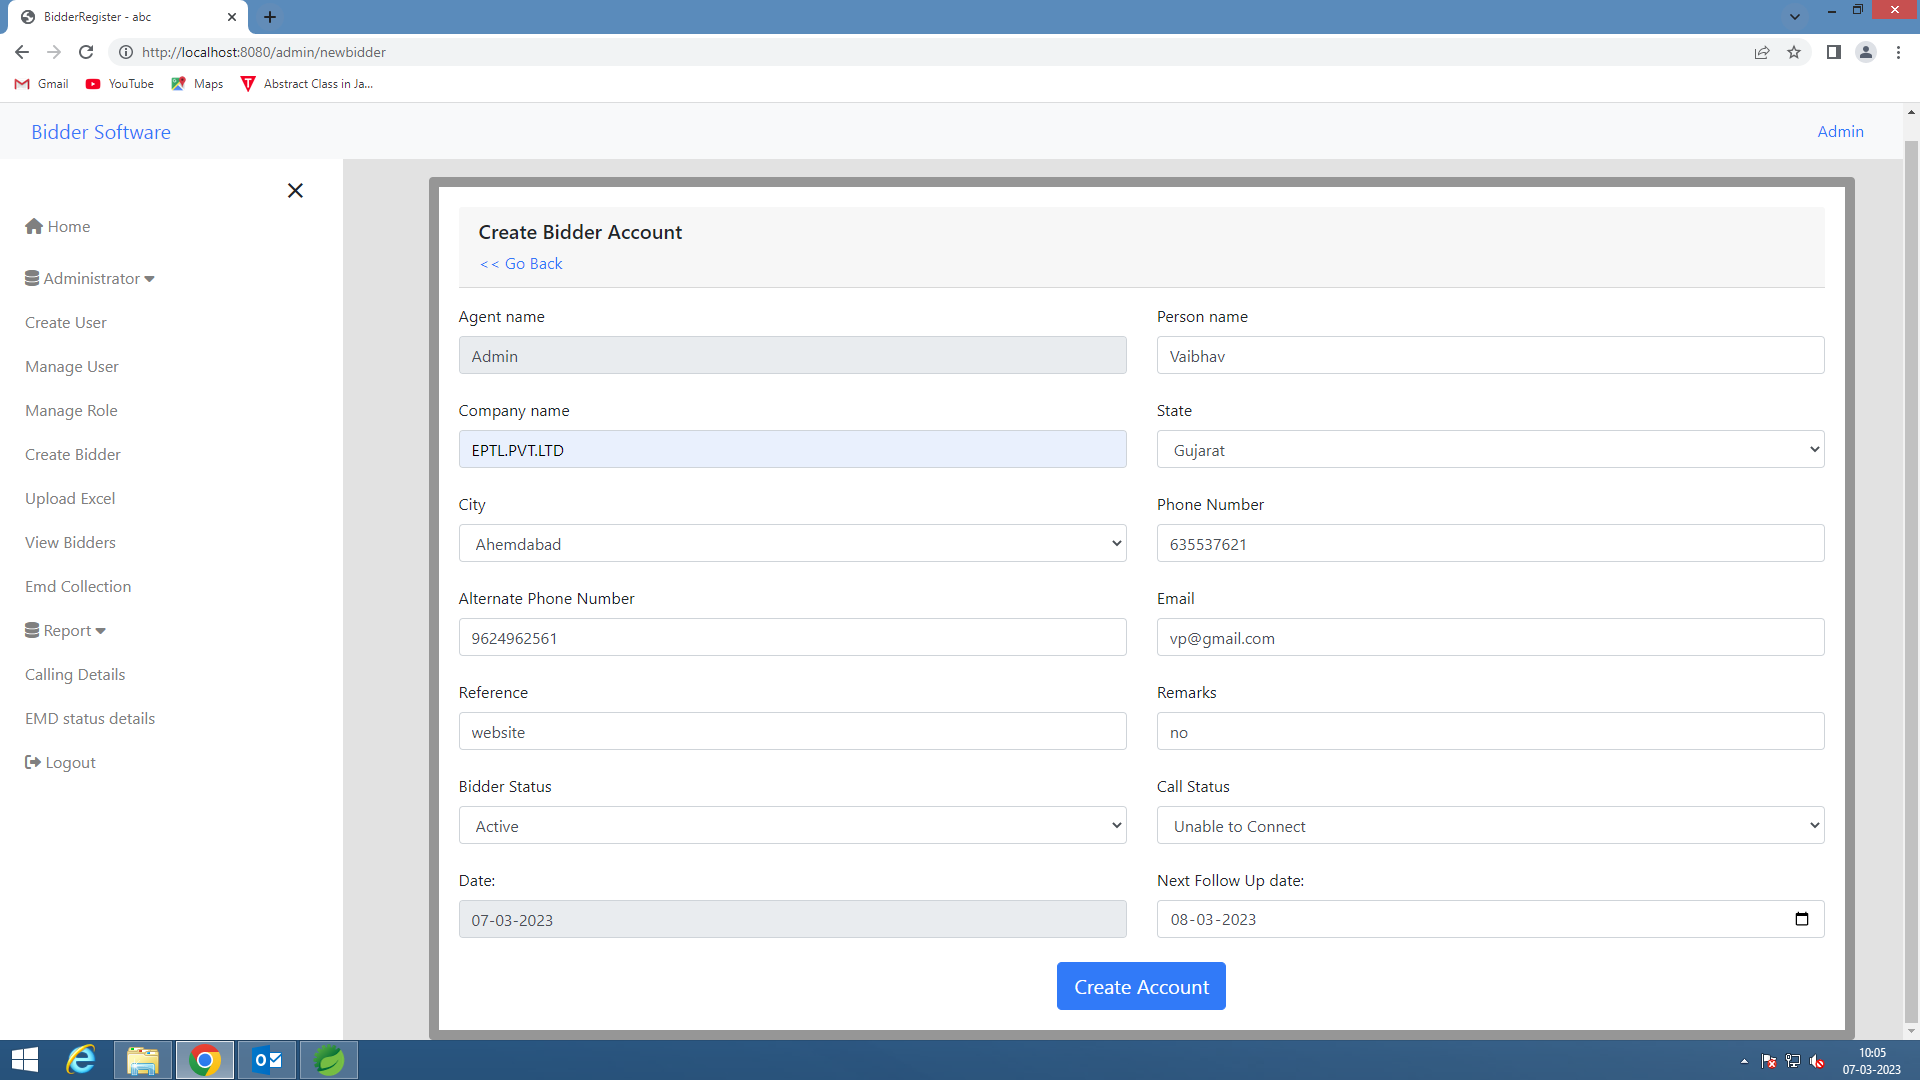 BidderRegister - abc
http://localhost:8080/admin/newbidder
Gmail
YouTube
Maps
Abstract Class in Ja...
Bidder Software
Admin
Home
Administrator
Create User
Manage User
Manage Role
Create Bidder
Upload Excel
View Bidders
Emd Collection
Report
Calling Details
EMD status details
Logout
Create Bidder Account
<< Go Back
Agent name
Admin
Person name
Vaibhav
Company name
EPTL.PVT.LTD
State
Gujarat
City
Ahemdabad
Phone Number
635537621
Alternate Phone Number
9624962561
Email
vp@gmail.com
Reference
website
Remarks
no
Bidder Status
Active
Call Status
Unable to Connect
Date:
07-03-2023
Next Follow Up date:
08-03-2023
Create Account
10:05
07-03-2023